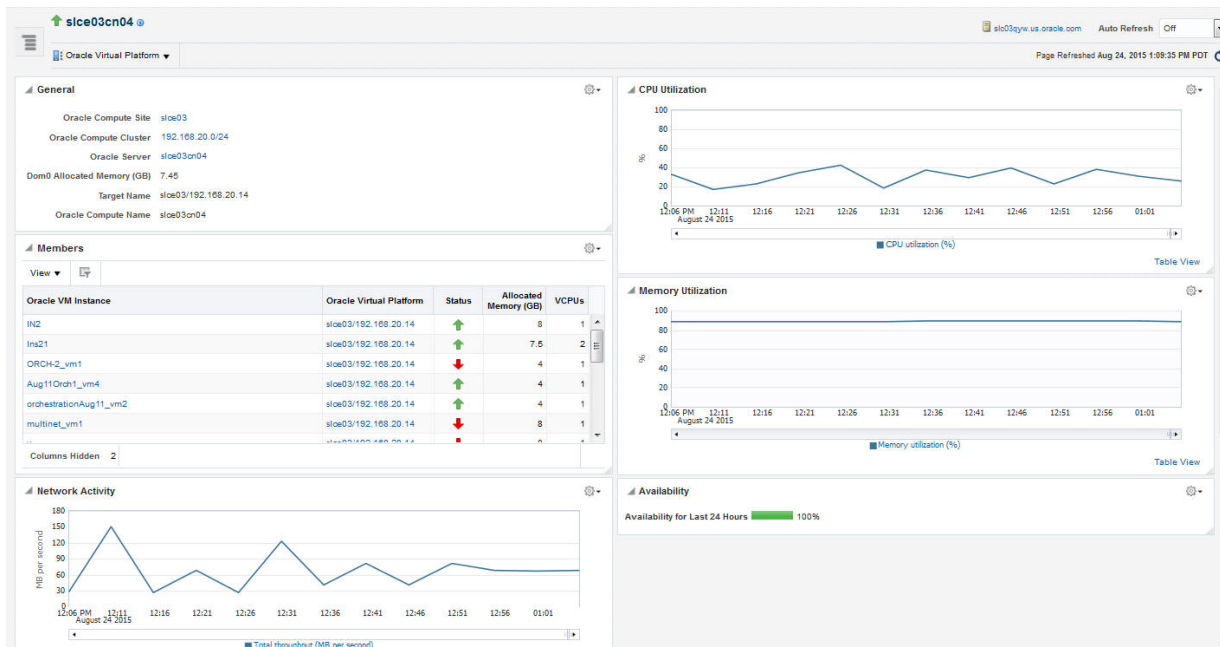 slce03cn04
slc03qyw.us.oracle.com Auto Refresh Off
Oracle Virtual Platform
Page Refreshed Aug 24, 2015 1:09:35 PM PDT
General
Oracle Compute Site slce03
Oracle Compute Cluster 192.168.20.0/24
Oracle Server slce03cn04
Dom0 Allocated Memory (GB) 7.45
Target Name slce03/192.168.20.14
Oracle Compute Name slce03cn04
Members
View
Oracle VM Instance Oracle Virtual Platform Status Allocated Memory (GB) VCPUs
IN2 slce03/192.168.20.14 8 1
Ins21 slce03/192.168.20.14 7.5 2
ORCH-2_vm1 slce03/192.168.20.14 4 1
Aug11Orch1_vm4 slce03/192.168.20.14 4 1
orchestrationAug11_vm2 slce03/192.168.20.14 4 1
multinet_vm1 slce03/192.168.20.14 8 1
Columns Hidden 2
Network Activity
180
150
120
90
60
30
0
MB per second
12:06 PM 12:11 12:16 12:21 12:26 12:31 12:36 12:41 12:46 12:51 12:56 01:01
August 24 2015
Total throughput (MB per second)
CPU Utilization
100
80
60
40
20
0
%
12:06 PM 12:11 12:16 12:21 12:26 12:31 12:36 12:41 12:46 12:51 12:56 01:01
August 24 2015
CPU utilization (%)
Table View
Memory Utilization
100
80
60
40
20
0
%
12:06 PM 12:11 12:16 12:21 12:26 12:31 12:36 12:41 12:46 12:51 12:56 01:01
August 24 2015
Memory utilization (%)
Table View
Availability
Availability for Last 24 Hours 100%